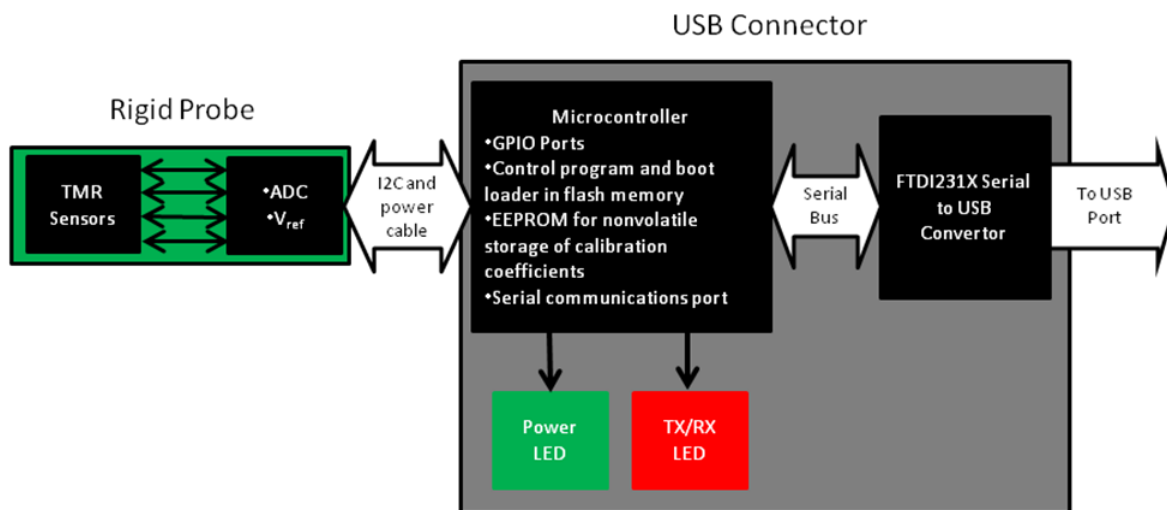 USB Connector
Rigid Probe
TMR
Sensors
•ADC
•Vref
I2C and
power
cable
Microcontroller
•GPIO Ports
•Control program and boot
loader in flash memory
•EEPROM for nonvolatile
storage of calibration
coefficients
•Serial communications port
Serial
Bus
FTDI231X Serial
to USB
Convertor
To USB
Port
Power
LED
TX/RX
LED